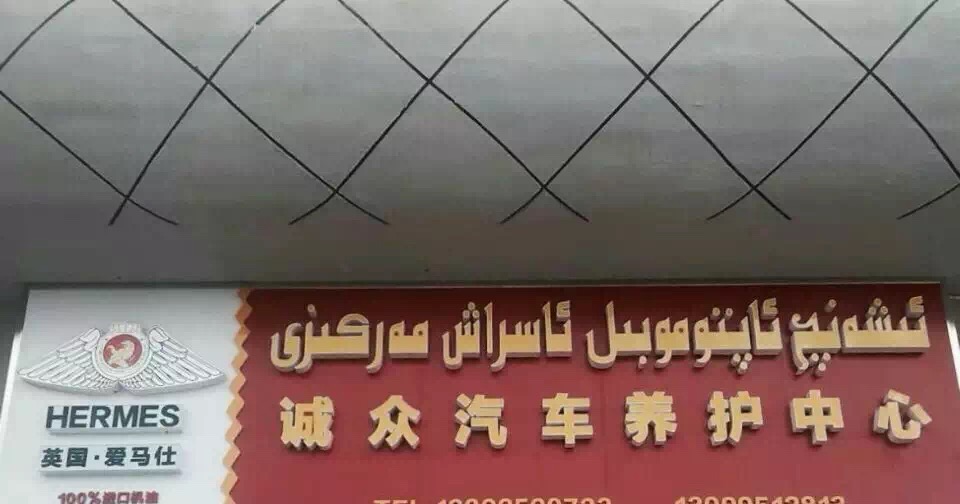 ئىشەنچ ئاپتوموبىل ئاسراش مەركىزى
诚众汽车养护中心
HERMES
英国·爱马仕
100%进口机油